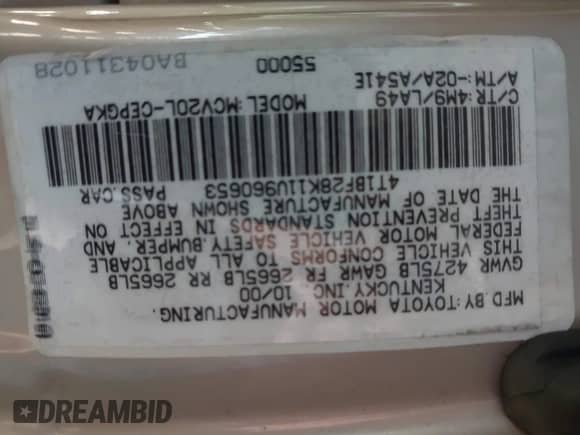 MFD.BY:TOYOTA MOTOR MANUFACTURING.
KENTUCKY.INC 10/00
GVWR 4275LB GAWR FR 2665LB RR 2665LB
THIS VEHICLE CONFORMS TO ALL APPLICABLE
FEDERAL MOTOR VEHICLE SAFETY.BUMPER. AND
THEFT PREVENTION STANDARDS IN EFFECT ON
THE DATE OF MANUFACTURE SHOWN ABOVE
4T1BF28K11U960653 PASS.CAR
MODEL:MCV20L-CEPGKA
C/TR:4M9/LA49
A/TM:-02A/A541E
55000 BA04311028
DREAMBID